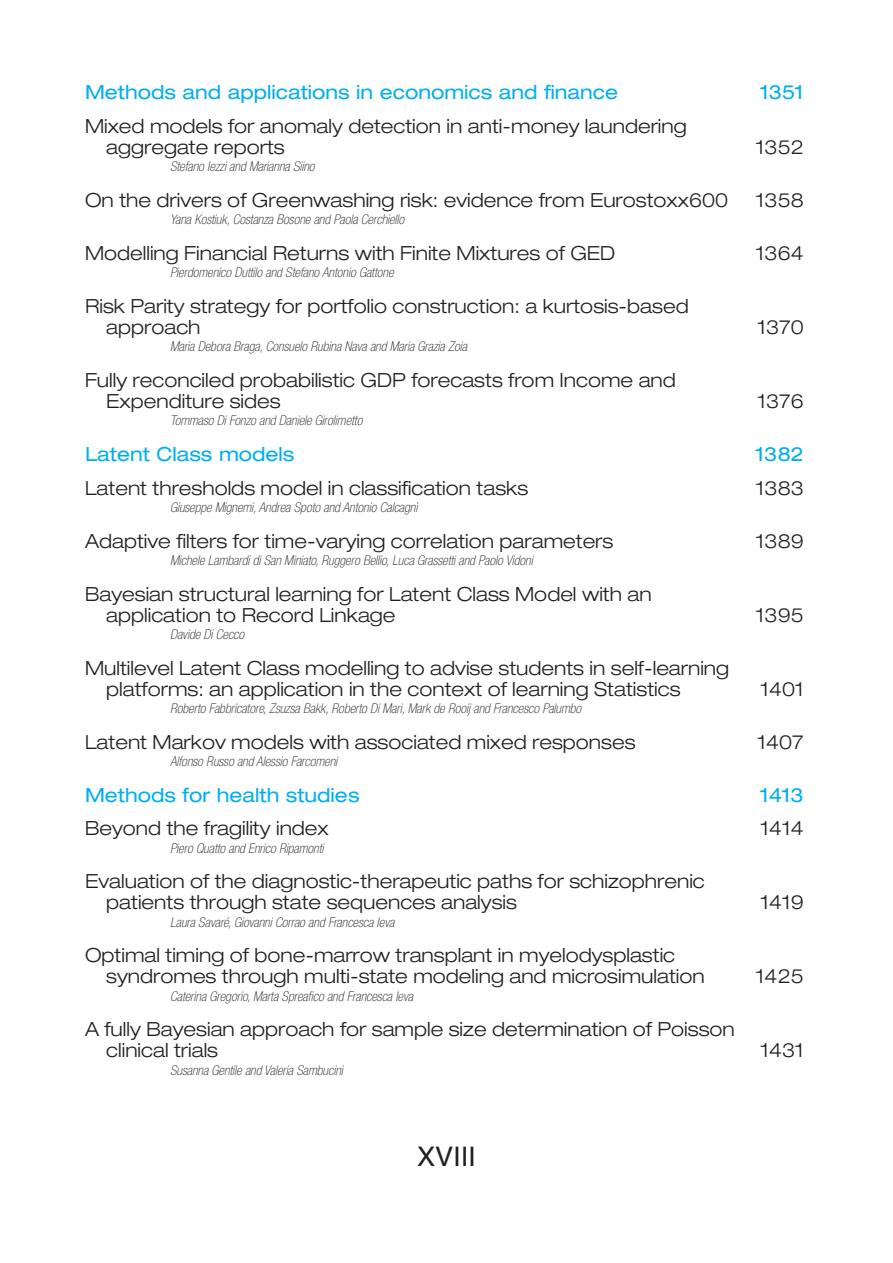 Methods and applications in economics and finance 1351
Mixed models for anomaly detection in anti-money laundering
aggregate reports 1352
Stefano Iezzi and Marianna Siino
On the drivers of Greenwashing risk: evidence from Eurostoxx600 1358
Yana Kostiuk, Costanza Bosone and Paola Cerchiello
Modelling Financial Returns with Finite Mixtures of GED 1364
Pierdomenico Duttilo and Stefano Antonio Gattone
Risk Parity strategy for portfolio construction: a kurtosis-based
approach 1370
Maria Debora Braga, Consuelo Rubina Nava and Maria Grazia Zoia
Fully reconciled probabilistic GDP forecasts from Income and
Expenditure sides 1376
Tommaso Di Fonzo and Daniele Girolimetto
Latent Class models 1382
Latent thresholds model in classification tasks 1383
Giuseppe Mignemi, Andrea Spoto and Antonio Calcagnì
Adaptive filters for time-varying correlation parameters 1389
Michele Lambardi di San Miniato, Ruggero Bellio, Luca Grassetti and Paolo Vidoni
Bayesian structural learning for Latent Class Model with an
application to Record Linkage 1395
Davide Di Cecco
Multilevel Latent Class modelling to advise students in self-learning
platforms: an application in the context of learning Statistics 1401
Roberto Fabbricatore, Zsuzsa Bakk, Roberto Di Mari, Mark de Rooij and Francesco Palumbo
Latent Markov models with associated mixed responses 1407
Alfonso Russo and Alessio Farcomeni
Methods for health studies 1413
Beyond the fragility index 1414
Piero Quatto and Enrico Ripamonti
Evaluation of the diagnostic-therapeutic paths for schizophrenic
patients through state sequences analysis 1419
Laura Savaré, Giovanni Corrao and Francesca Ieva
Optimal timing of bone-marrow transplant in myelodysplastic
syndromes through multi-state modeling and microsimulation 1425
Caterina Gregorio, Marta Spreafico and Francesca Ieva
A fully Bayesian approach for sample size determination of Poisson
clinical trials 1431
Susanna Gentile and Valeria Sambucini
XVIII